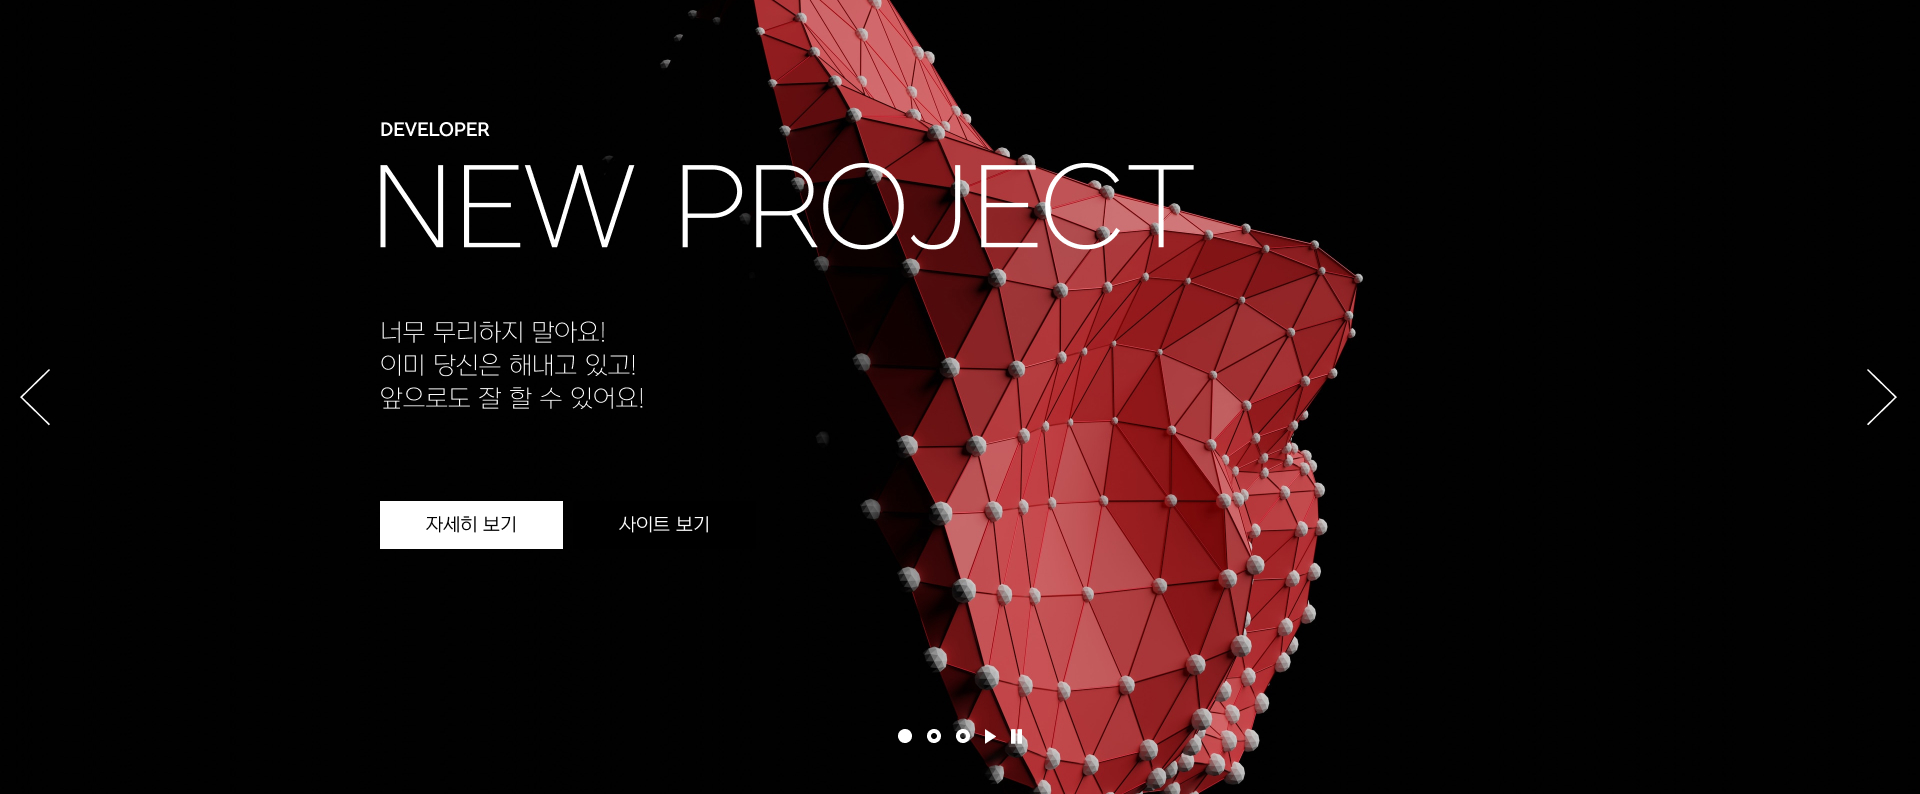 DEVELOPER
NEW PROJECT
너무 무리하지 말아요!
이미 당신은 해내고 있고!
앞으로도 잘 할 수 있어요!
자세히 보기
사이트 보기